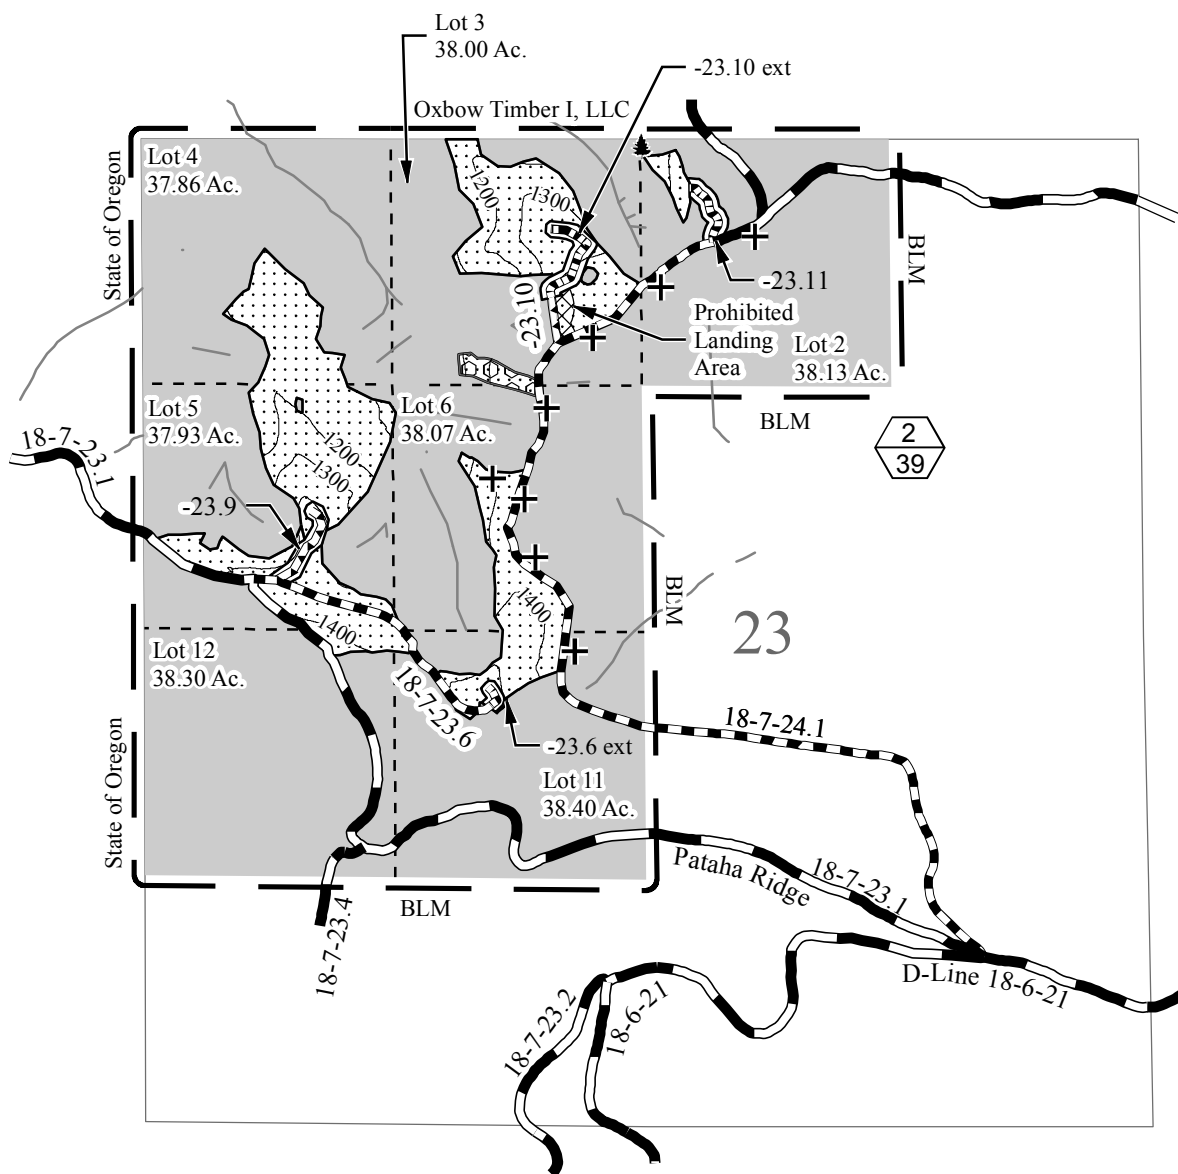 Lot 3
38.00 Ac.
-23.10 ext
Oxbow Timber I, LLC
Lot 4
37.86 Ac.
State of Oregon
1200
1300
BLM
-23.11
-23.10
Prohibited
Landing
Area
Lot 2
38.13 Ac.
BLM
Lot 5
37.93 Ac.
Lot 6
38.07 Ac.
2
39
18-7-23.1
1200
1300
-23.9
BLM
1400
1400
23
Lot 12
38.30 Ac.
18-7-23.6
18-7-24.1
-23.6 ext
Lot 11
38.40 Ac.
State of Oregon
Pataha Ridge
18-7-23.1
BLM
18-7-23.4
D-Line 18-6-21
18-7-23.2
18-6-21